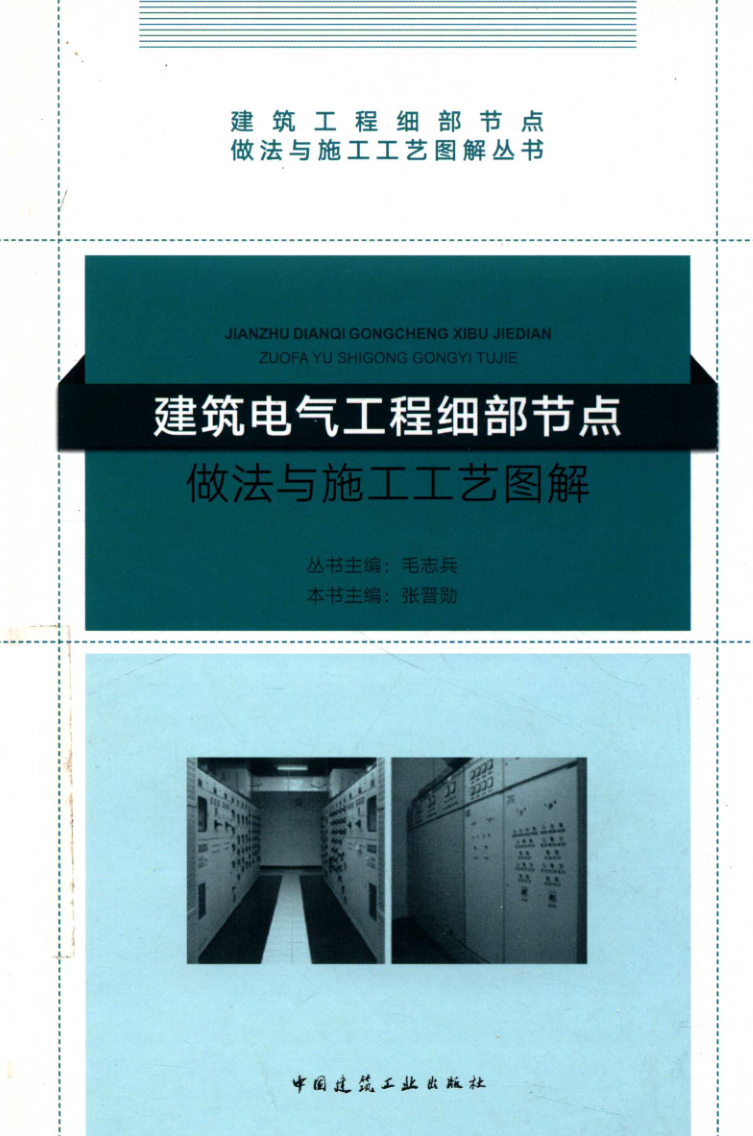 建筑工程细部节点
做法与施工工艺图解丛书
JIANZHU DIANQI GONGCHENG XIBU JIEDIAN
ZUOFA YU SHIGONG GONGYI TUJIE
建筑电气工程细部节点
做法与施工工艺图解
丛书主编：毛志兵
本书主编：张晋勋
中国建筑工业出版社